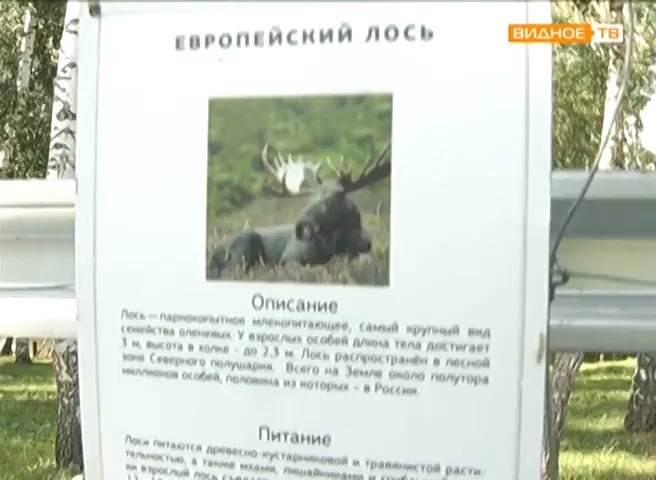 ВИДНОЕ ТВ
ЕВРОПЕЙСКИЙ ЛОСЬ
Описание
Лось — парнокопытное млекопитающее, самый крупный вид
семейства оленевых. У взрослых особей длина тела достигает
3 м, высота в холке - до 2,3 м. Лось распространён в лесной
зоне Северного полушария. Всего на Земле около полутора
миллионов особей, половина из которых – в России.
Питание
Лоси питаются древесно-кустарниковой и травянистой расти-
тельностью, а также мхами, лишайниками и грибами.
ки взрослый лось